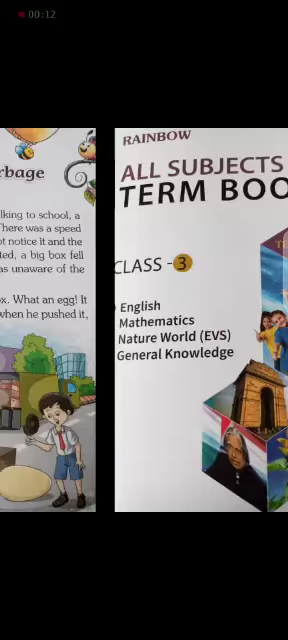 00:12
rbage
lking to school, a
There was a speed
ot notice it and the
ted, a big box fell
as unaware of the
ox. What an egg! It
when he pushed it,
RAINBOW
ALL SUBJECTS
TERM BOO
CLASS - 3
English
Mathematics
Nature World (EVS)
General Knowledge